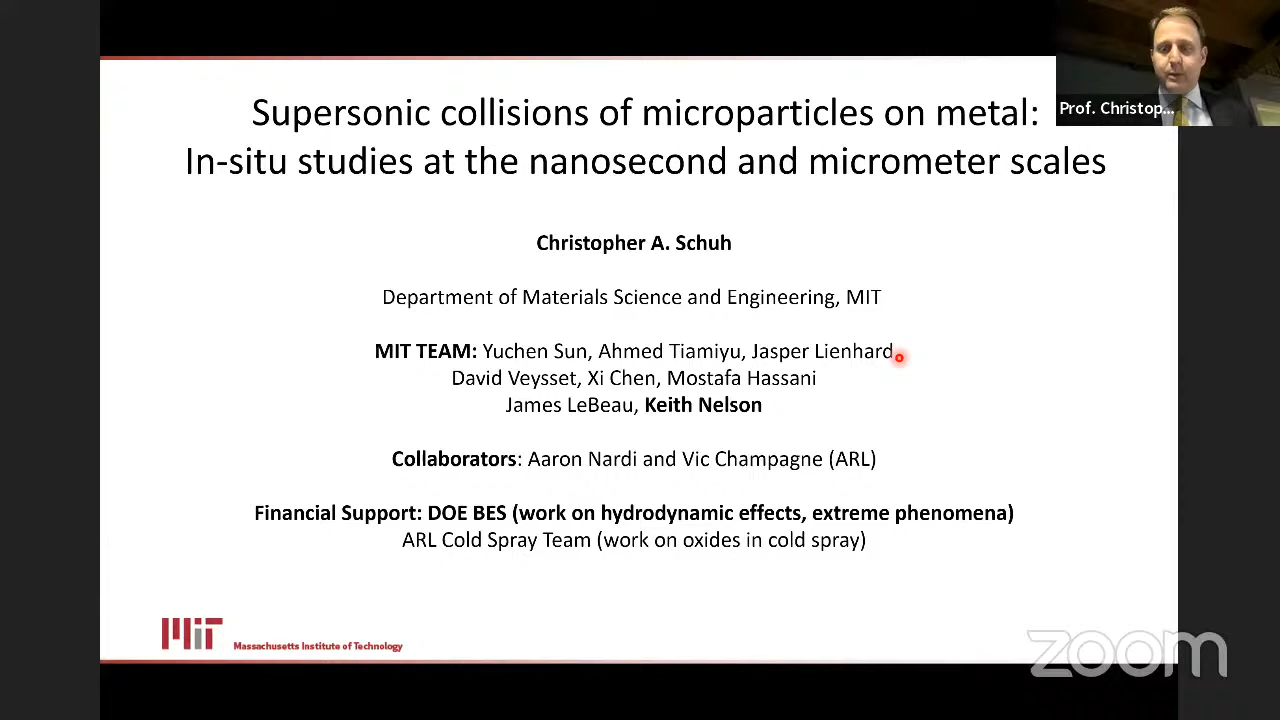 Supersonic collisions of microparticles on metal:
In-situ studies at the nanosecond and micrometer scales
Prof. Christop...
Christopher A. Schuh
Department of Materials Science and Engineering, MIT
MIT TEAM: Yuchen Sun, Ahmed Tiamiyu, Jasper Lienhard
David Veysset, Xi Chen, Mostafa Hassani
James LeBeau, Keith Nelson
Collaborators: Aaron Nardi and Vic Champagne (ARL)
Financial Support: DOE BES (work on hydrodynamic effects, extreme phenomena)
ARL Cold Spray Team (work on oxides in cold spray)
MIT Massachusetts Institute of Technology
zoom